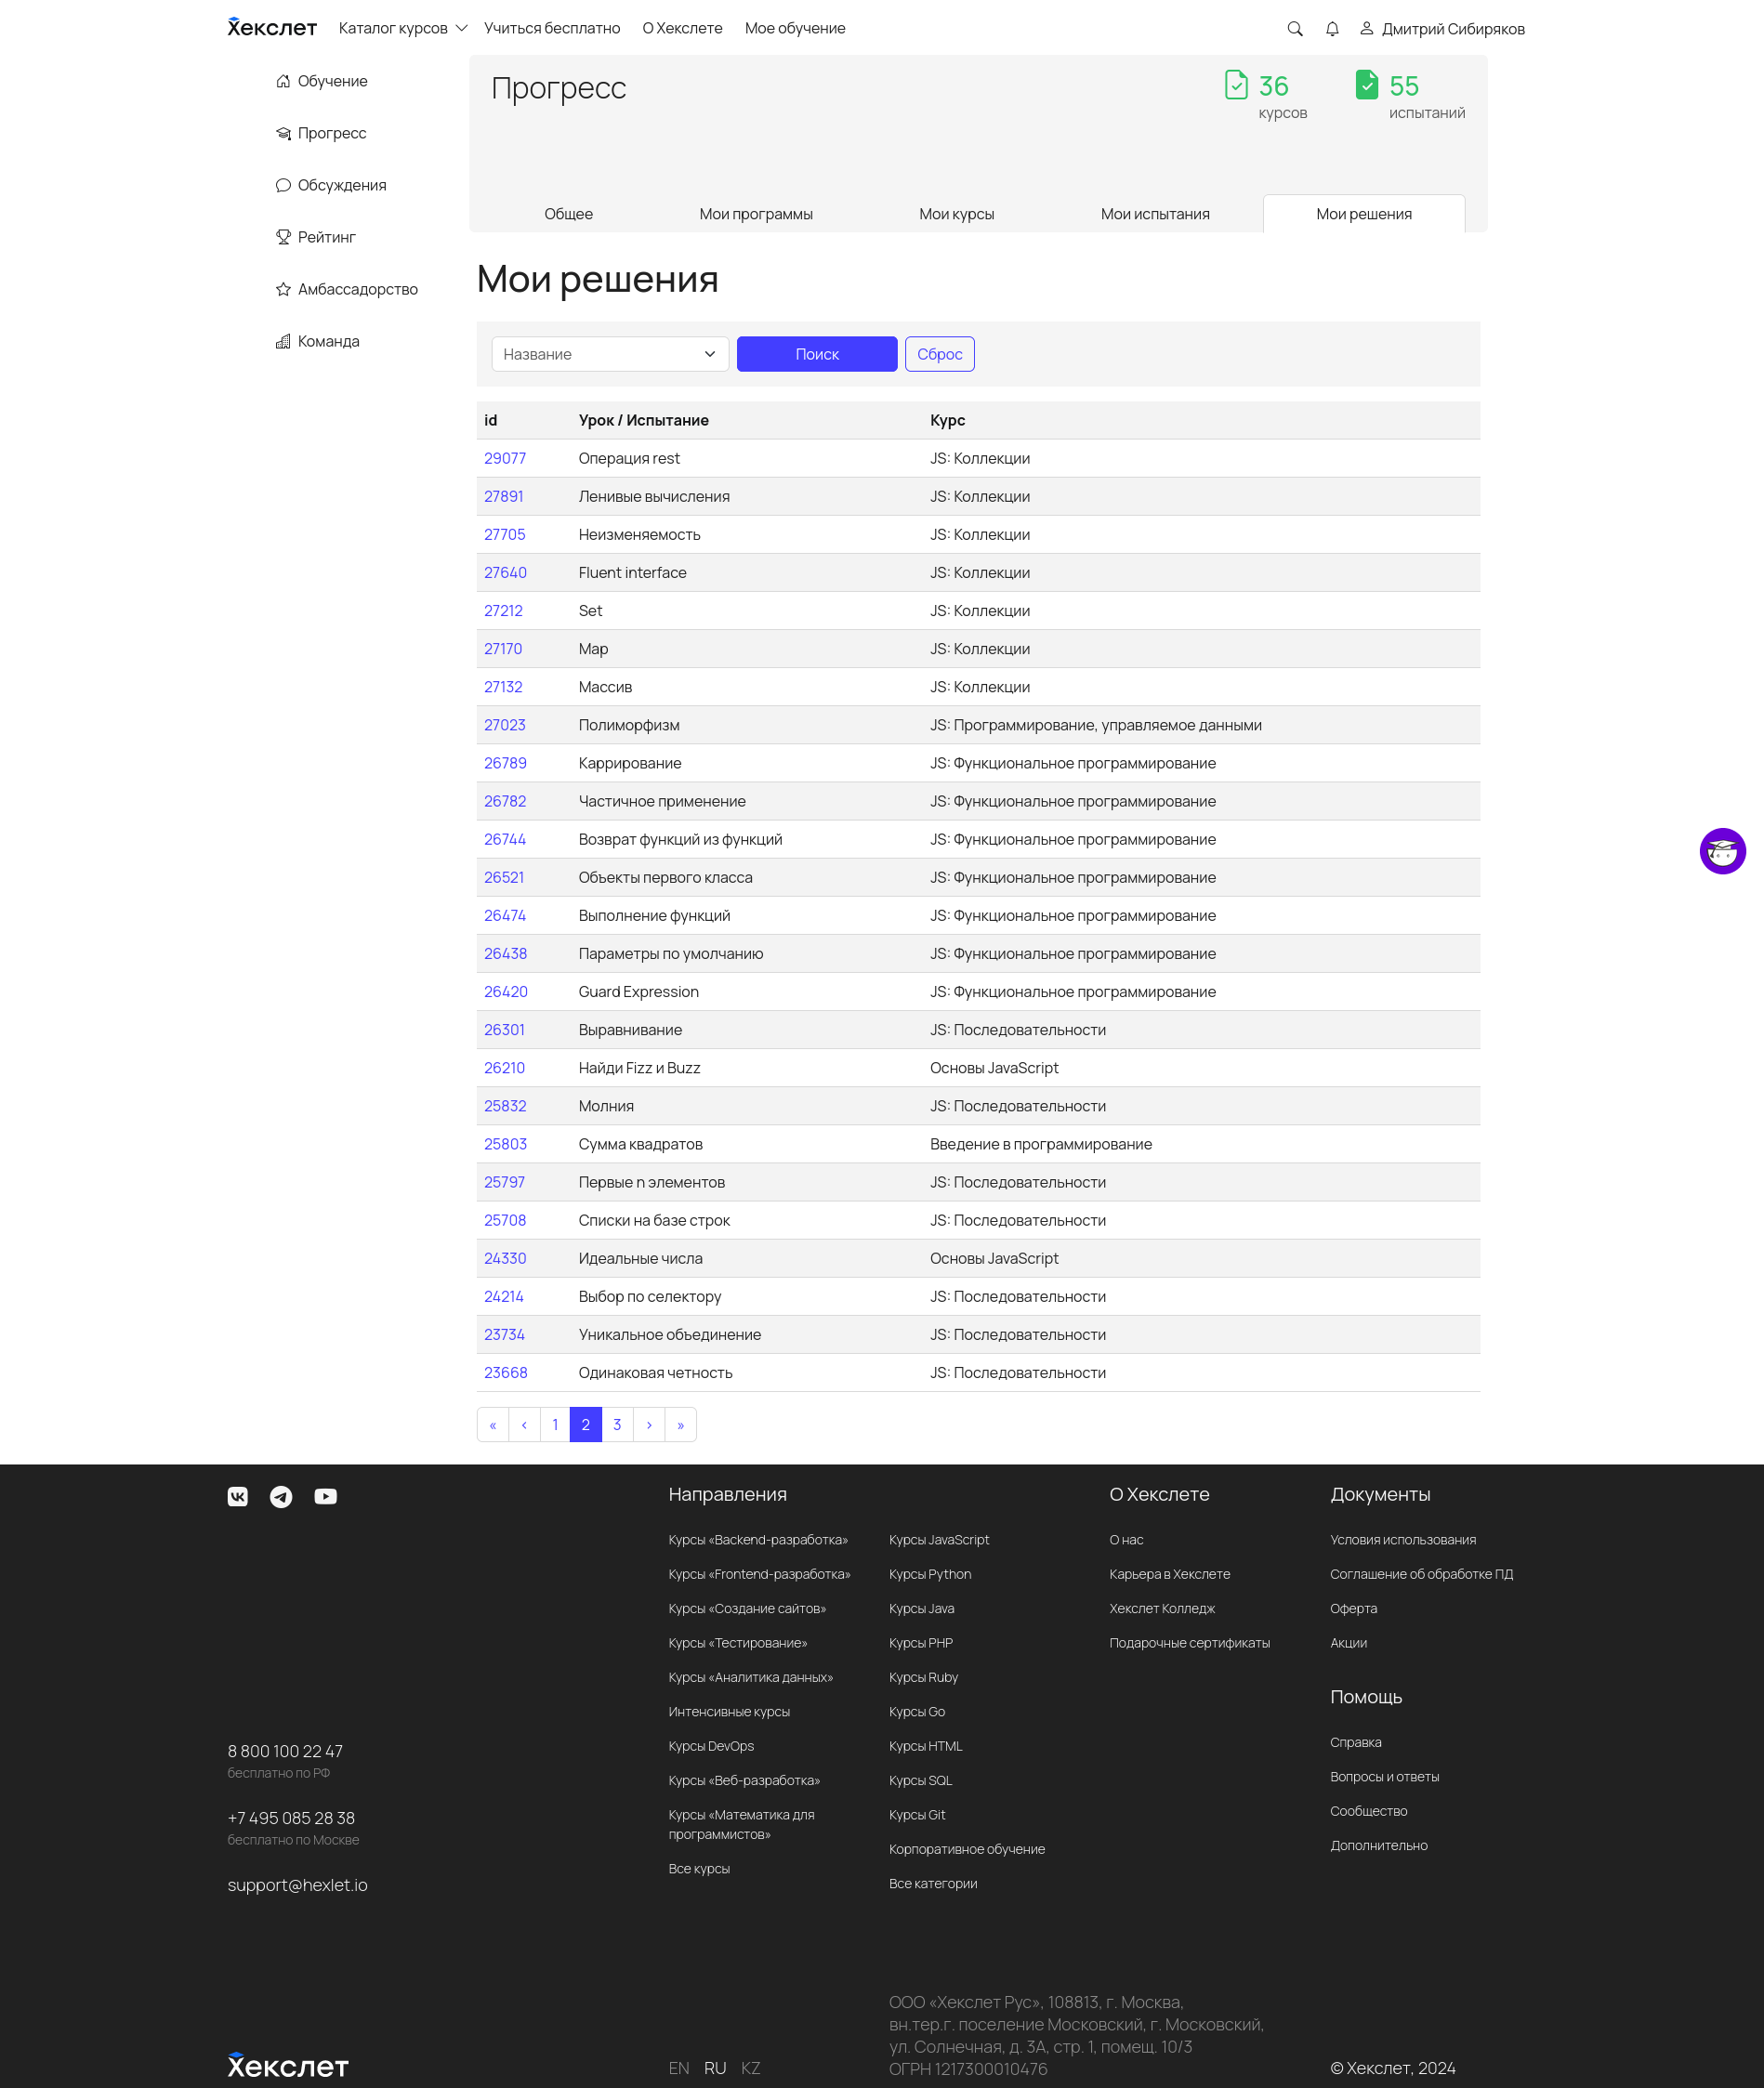 Хекслет Каталог курсов Учиться бесплатно О Хекслете Мое обучение Дмитрий Сибиряков
Обучение
Прогресс
Обсуждения
Рейтинг
Амбассадорство
Команда
Прогресс
36
курсов
55
испытаний
Общее Мои программы Мои курсы Мои испытания Мои решения
Мои решения
Название Поиск Сброс
id Урок / Испытание Курс
29077 Операция rest JS: Коллекции
27891 Ленивые вычисления JS: Коллекции
27705 Неизменяемость JS: Коллекции
27640 Fluent interface JS: Коллекции
27212 Set JS: Коллекции
27170 Map JS: Коллекции
27132 Массив JS: Коллекции
27023 Полиморфизм JS: Программирование, управляемое данными
26789 Каррирование JS: Функциональное программирование
26782 Частичное применение JS: Функциональное программирование
26744 Возврат функций из функций JS: Функциональное программирование
26521 Объекты первого класса JS: Функциональное программирование
26474 Выполнение функций JS: Функциональное программирование
26438 Параметры по умолчанию JS: Функциональное программирование
26420 Guard Expression JS: Функциональное программирование
26301 Выравнивание JS: Последовательности
26210 Найди Fizz и Buzz Основы JavaScript
25832 Молния JS: Последовательности
25803 Сумма квадратов Введение в программирование
25797 Первые n элементов JS: Последовательности
25708 Списки на базе строк JS: Последовательности
24330 Идеальные числа Основы JavaScript
24214 Выбор по селектору JS: Последовательности
23734 Уникальное объединение JS: Последовательности
23668 Одинаковая четность JS: Последовательности
« ‹ 1 2 3 › »
8 800 100 22 47
бесплатно по РФ
+7 495 085 28 38
бесплатно по Москве
support@hexlet.io
Направления
Курсы «Backend-разработка»
Курсы «Frontend-разработка»
Курсы «Создание сайтов»
Курсы «Тестирование»
Курсы «Аналитика данных»
Интенсивные курсы
Курсы DevOps
Курсы «Веб-разработка»
Курсы «Математика для
программистов»
Все курсы
Курсы JavaScript
Курсы Python
Курсы Java
Курсы PHP
Курсы Ruby
Курсы Go
Курсы HTML
Курсы SQL
Курсы Git
Корпоративное обучение
Все категории
О Хекслете
О нас
Карьера в Хекслете
Хекслет Колледж
Подарочные сертификаты
Документы
Условия использования
Соглашение об обработке ПД
Оферта
Акции
Помощь
Справка
Вопросы и ответы
Сообщество
Дополнительно
Хекслет
EN RU KZ
ООО «Хекслет Рус», 108813, г. Москва,
вн.тер.г. поселение Московский, г. Московский,
ул. Солнечная, д. 3А, стр. 1, помещ. 10/3
ОГРН 1217300010476
© Хекслет, 2024